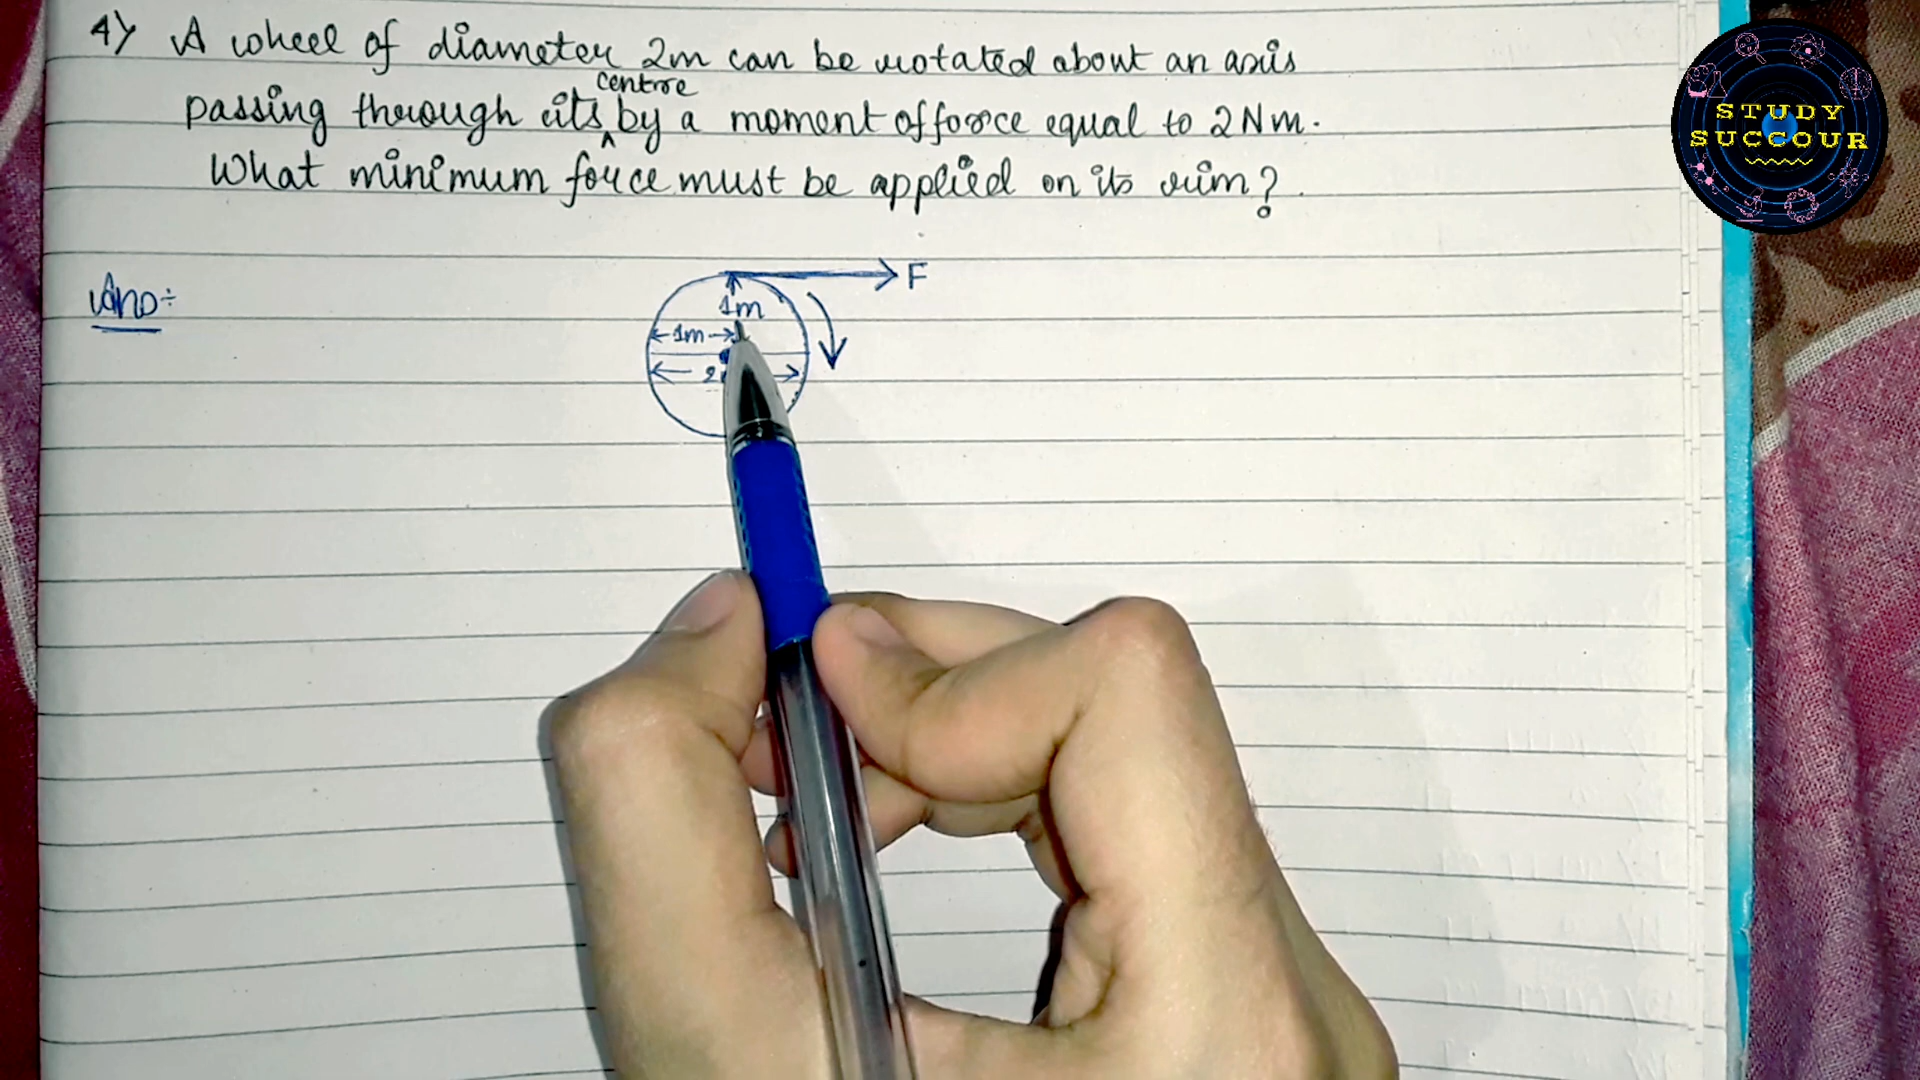 4) A wheel of diameter 2m can be rotated about an axis
centre
passing through its ^ by a moment of force equal to 2Nm.
What minimum force must be applied on its rim?
Ans÷
F
1m
1m
STUDY
SUCCOUR